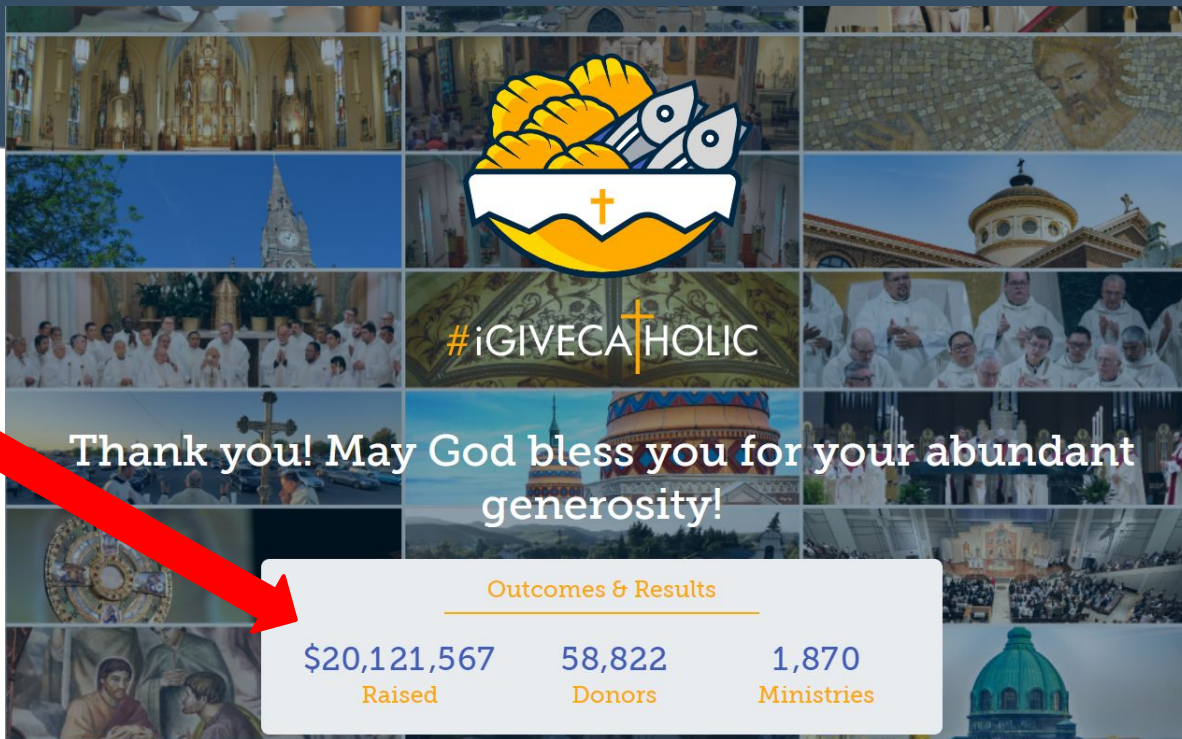 #iGIVECATHOLIC
Thank you! May God bless you for your abundant
generosity!
Outcomes & Results
$20,121,567 58,822 1,870
Raised Donors Ministries